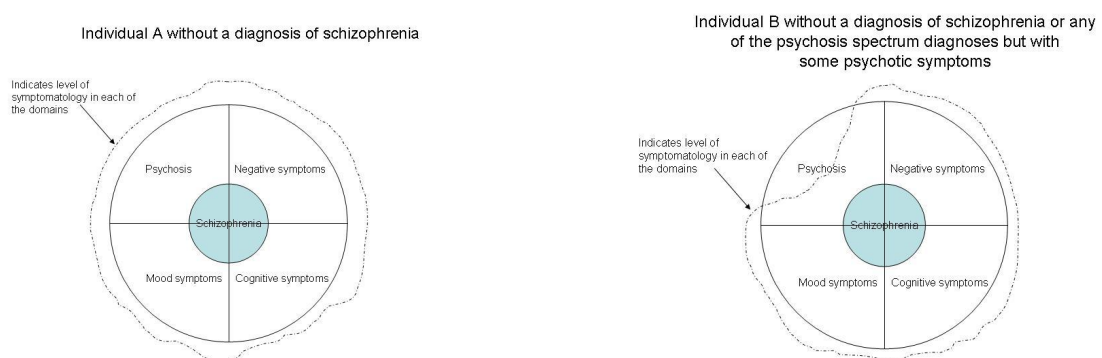 Individual A without a diagnosis of schizophrenia
Indicates level of
symptomatology in each of
the domains
Psychosis
Negative symptoms
Schizophrenia
Mood symptoms
Cognitive symptoms
Individual B without a diagnosis of schizophrenia or any
of the psychosis spectrum diagnoses but with
some psychotic symptoms
Indicates level of
symptomatology in each of
the domains
Psychosis
Negative symptoms
Schizophrenia
Mood symptoms
Cognitive symptoms